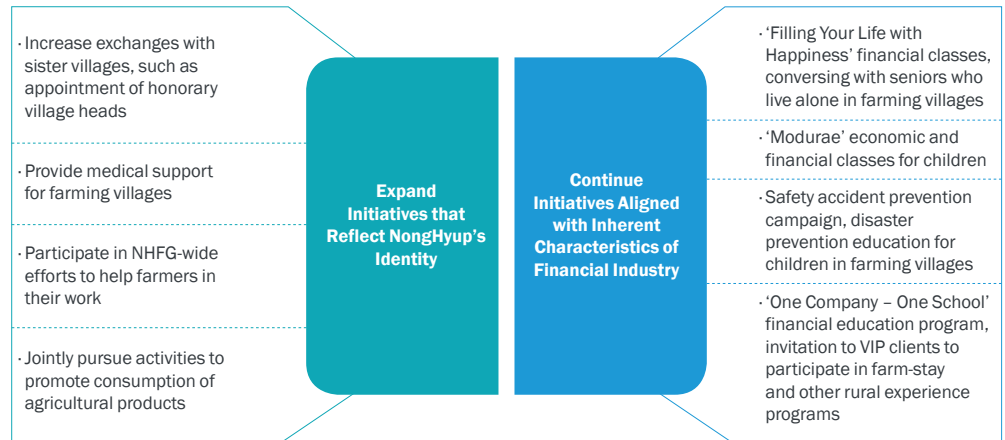 · Increase exchanges with
sister villages, such as
appointment of honorary
village heads
· Provide medical support
for farming villages
· Participate in NHFG-wide
efforts to help farmers in
their work
· Jointly pursue activities to
promote consumption of
agricultural products
Expand
Initiatives that
Reflect NongHyup's
Identity
Continue
Initiatives Aligned
with Inherent
Characteristics of
Financial Industry
· ‘Filling Your Life with
Happiness’ financial classes,
conversing with seniors who
live alone in farming villages
· ‘Modurae’ economic and
financial classes for children
· Safety accident prevention
campaign, disaster
prevention education for
children in farming villages
· ‘One Company – One School’
financial education program,
invitation to VIP clients to
participate in farm-stay
and other rural experience
programs